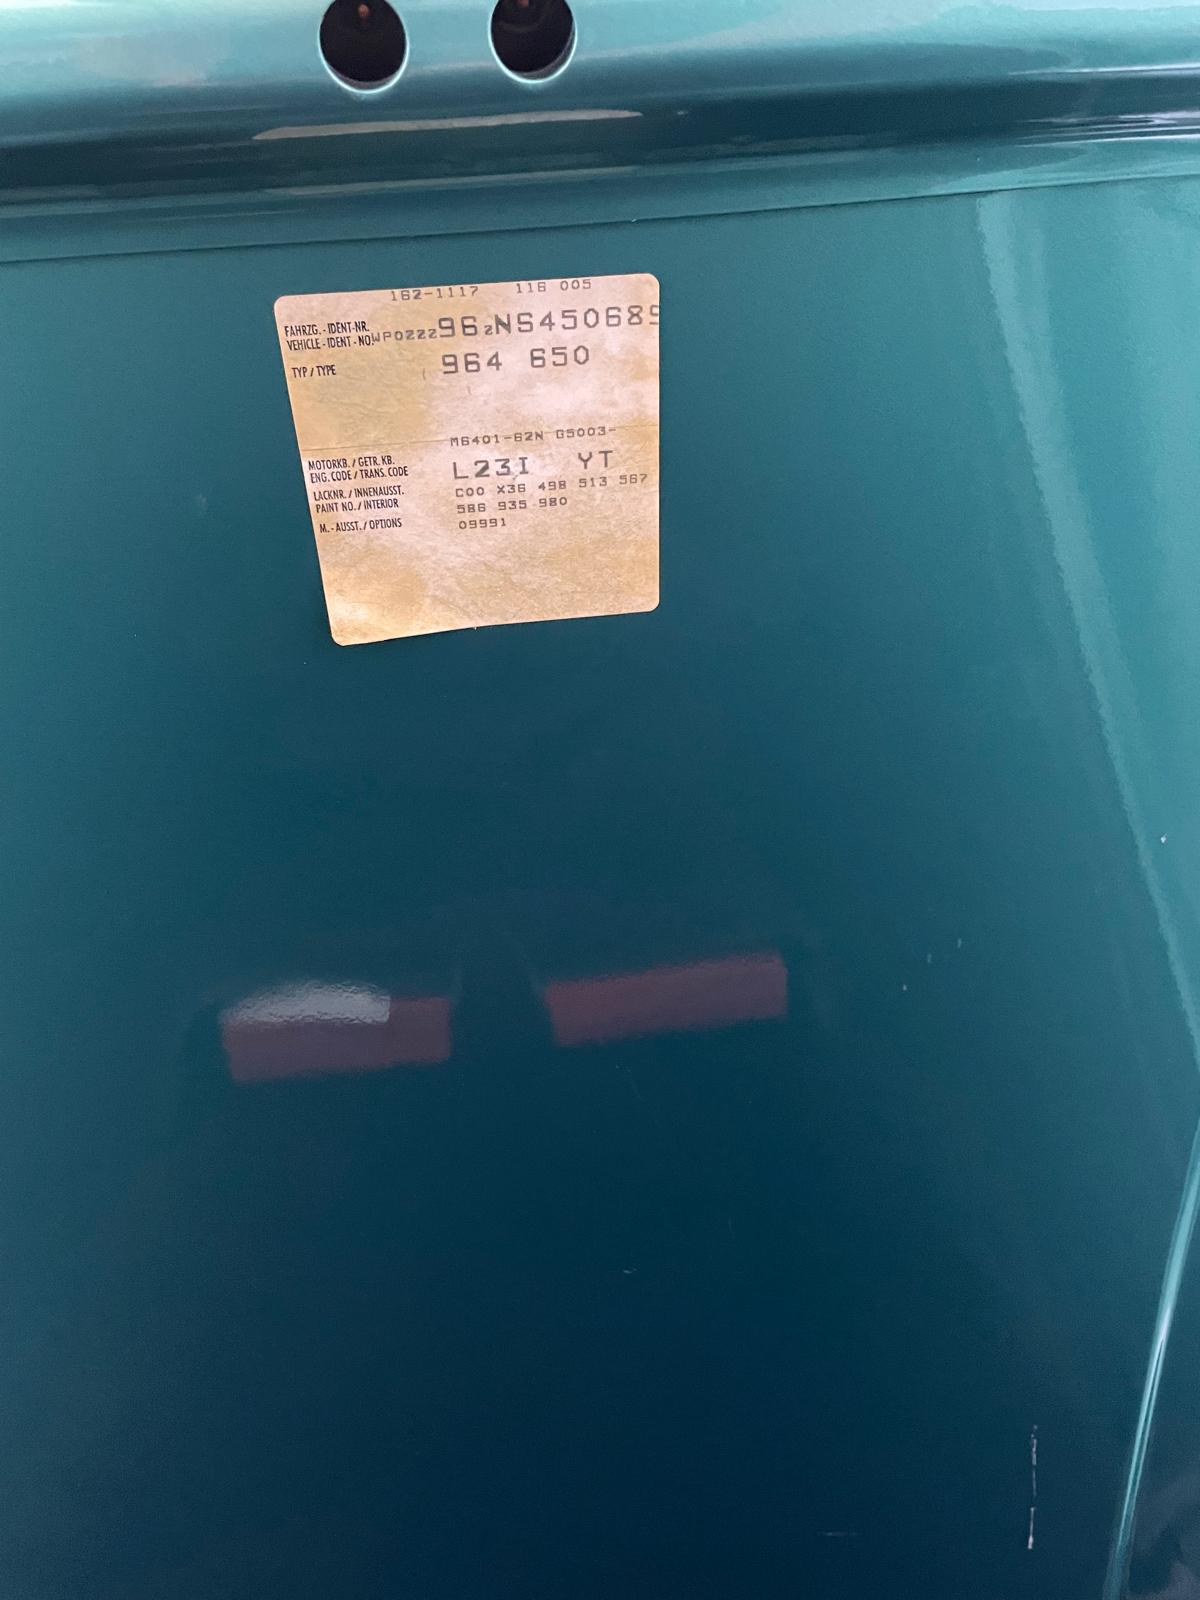 162-1117 116 005
FAHRZG.-IDENT-NR.
VEHICLE-IDENT-NO. WP0ZZZ96ZNS450689
TYP / TYPE 964 650
M6401-62N G5003-
MOTORKB. / GETR. KB.
ENG. CODE / TRANS. CODE L23I YT
LACKNR. / INNENAUSST. C00 X36 498 513 567
PAINT NO. / INTERIOR 586 935 980
M.-AUSST. / OPTIONS 09991